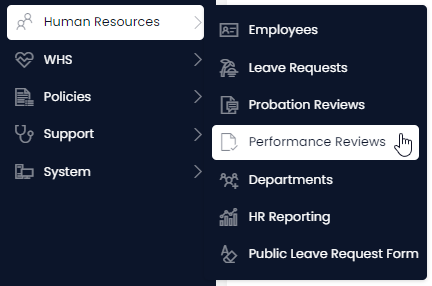 Human Resources
WHS
Policies
Support
System
Employees
Leave Requests
Probation Reviews
Performance Reviews
Departments
HR Reporting
Public Leave Request Form